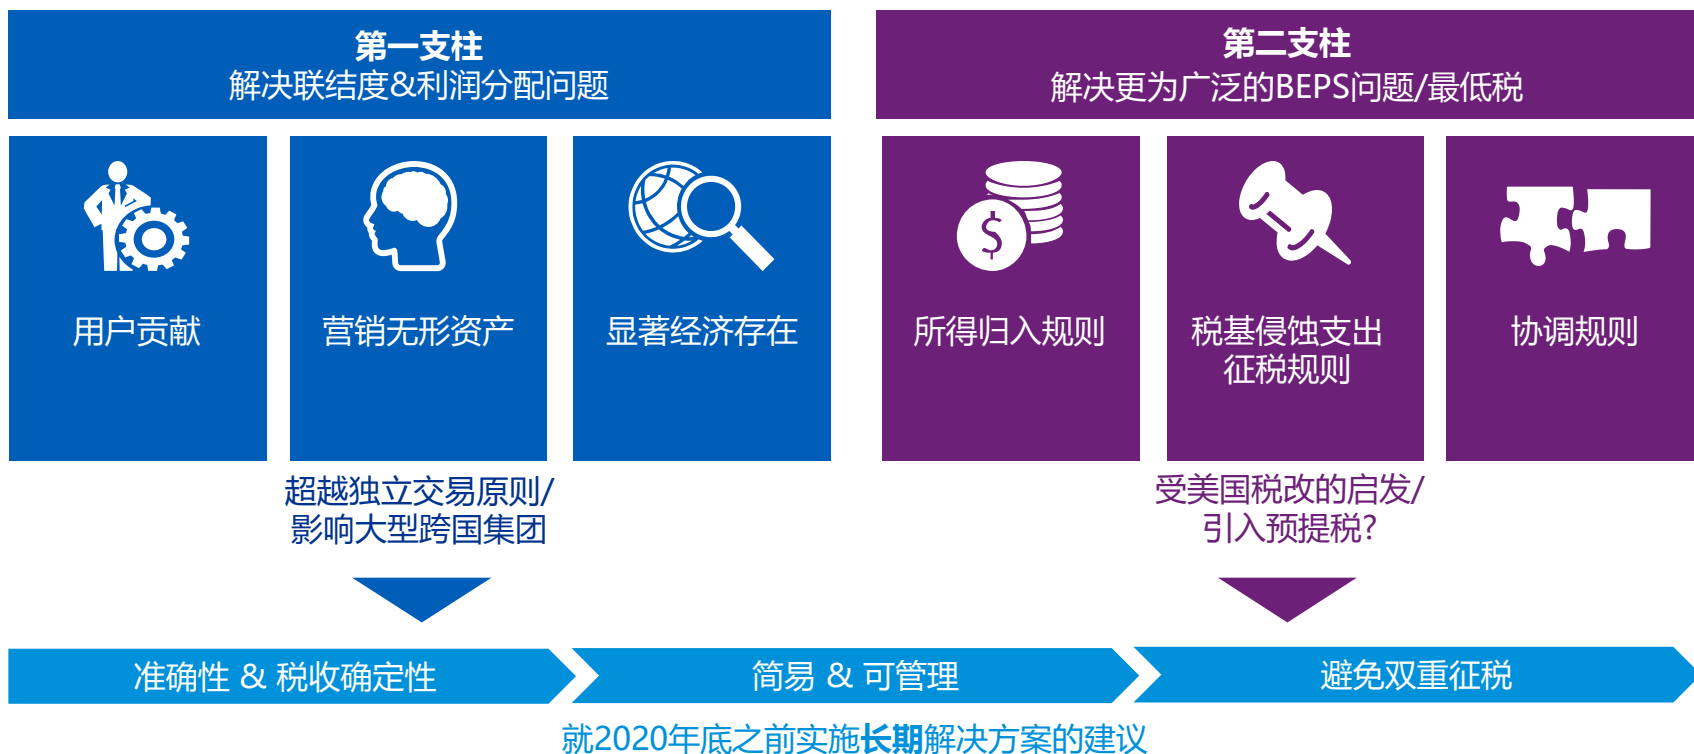 第一支柱
解决联结度&利润分配问题
第二支柱
解决更为广泛的BEPS问题/最低税
用户贡献
营销无形资产
显著经济存在
$
所得归入规则
税基侵蚀支出
征税规则
协调规则
超越独立交易原则/
影响大型跨国集团
受美国税改的启发/
引入预提税?
准确性 & 税收确定性
简易 & 可管理
避免双重征税
就2020年底之前实施长期解决方案的建议